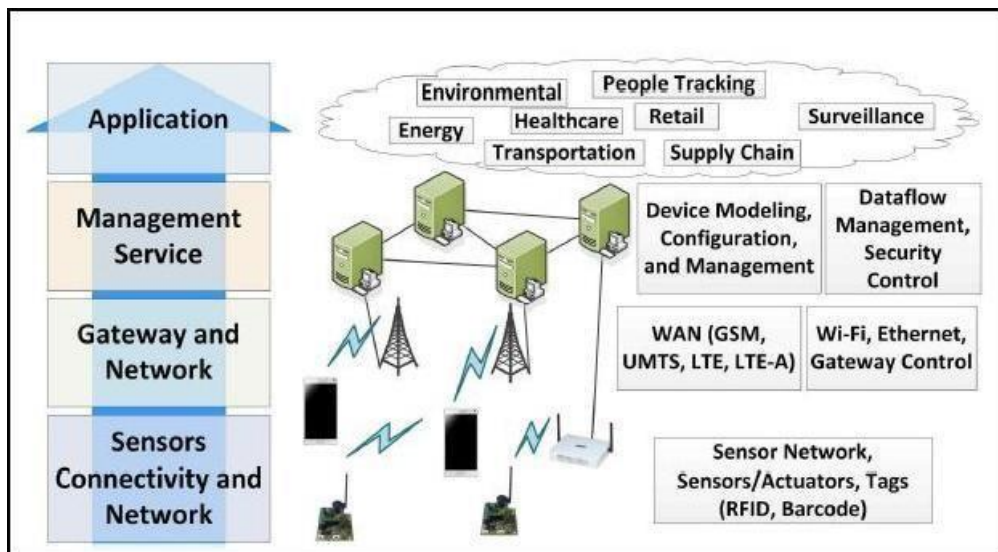 Application
Environmental
People Tracking
Energy
Healthcare
Retail
Surveillance
Transportation
Supply Chain
Management
Service
Device Modeling,
Configuration,
and Management
Dataflow
Management,
Security
Control
Gateway and
Network
WAN (GSM,
UMTS, LTE, LTE-A)
Wi-Fi, Ethernet,
Gateway Control
Sensors
Connectivity and
Network
Sensor Network,
Sensors/Actuators, Tags
(RFID, Barcode)